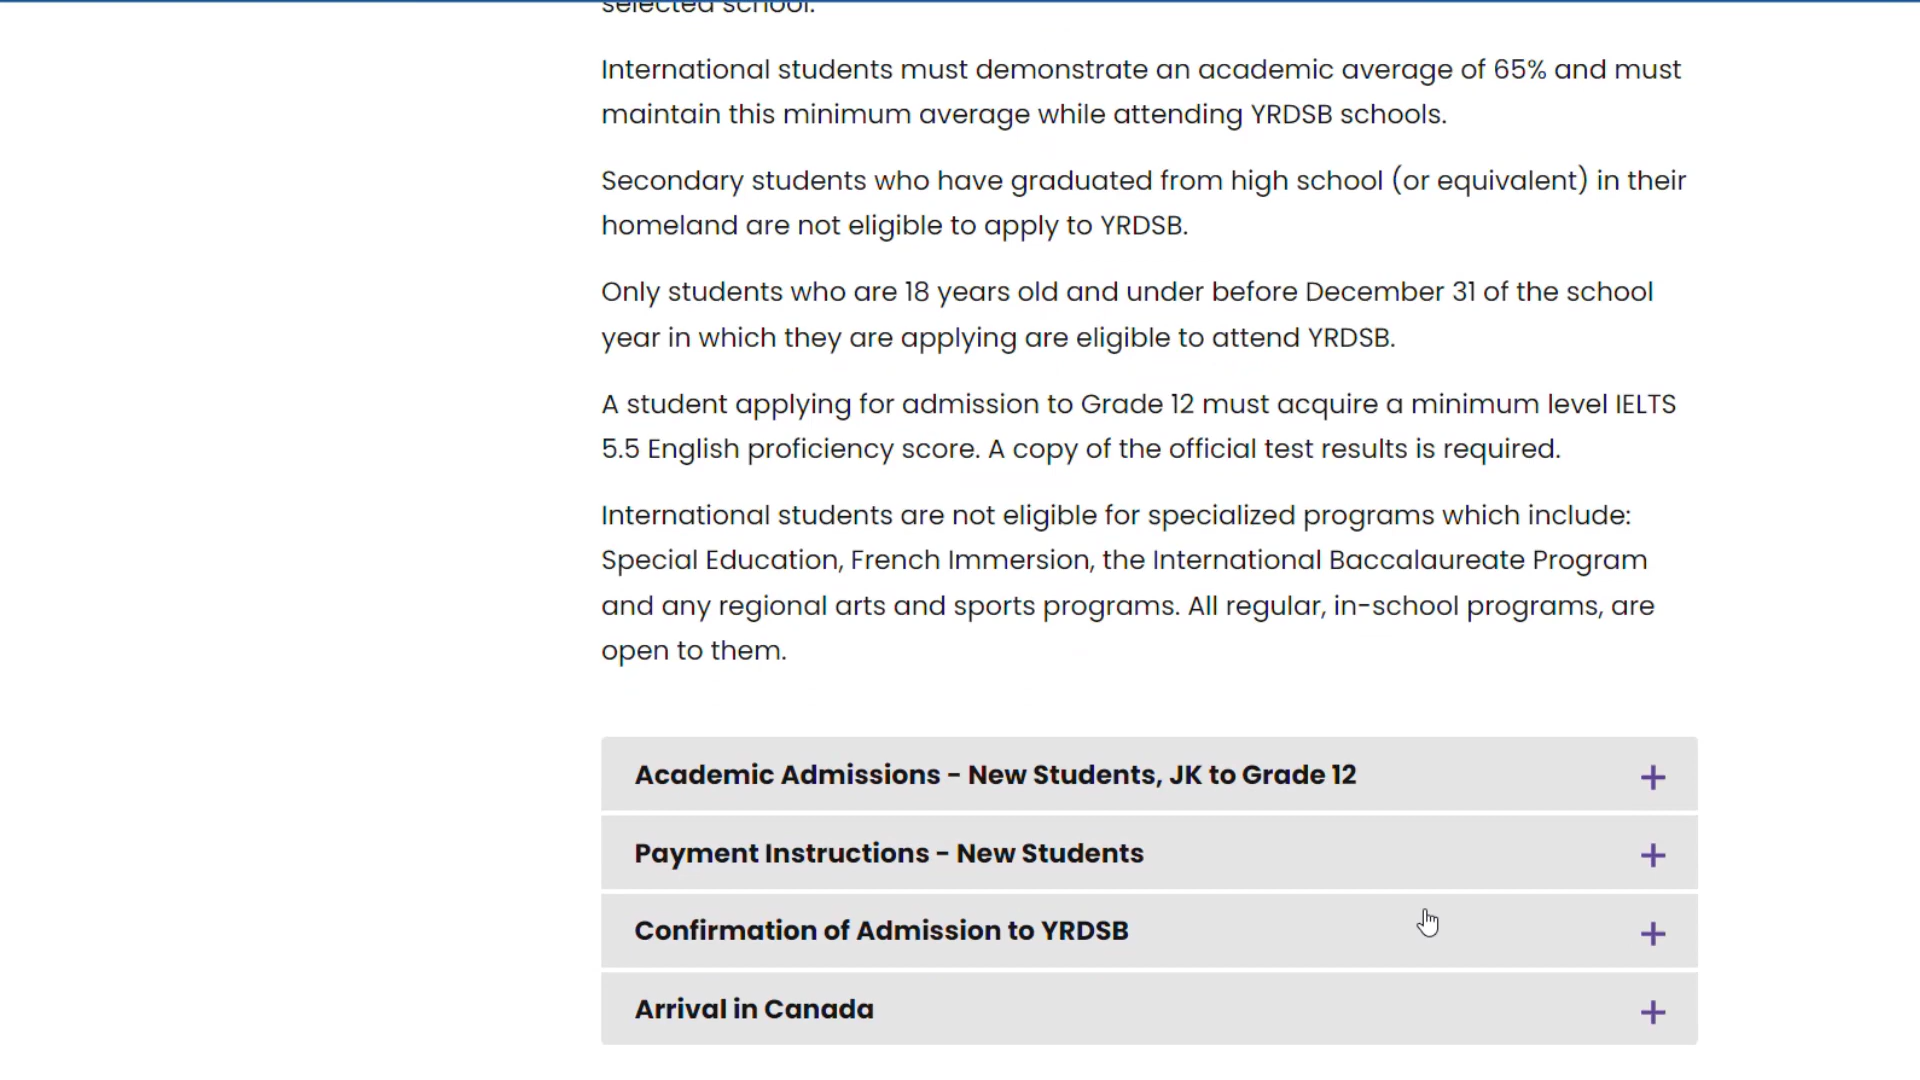 selected school.
International students must demonstrate an academic average of 65% and must
maintain this minimum average while attending YRDSB schools.
Secondary students who have graduated from high school (or equivalent) in their
homeland are not eligible to apply to YRDSB.
Only students who are 18 years old and under before December 31 of the school
year in which they are applying are eligible to attend YRDSB.
A student applying for admission to Grade 12 must acquire a minimum level IELTS
5.5 English proficiency score. A copy of the official test results is required.
International students are not eligible for specialized programs which include:
Special Education, French Immersion, the International Baccalaureate Program
and any regional arts and sports programs. All regular, in-school programs, are
open to them.
Academic Admissions - New Students, JK to Grade 12
Payment Instructions - New Students
Confirmation of Admission to YRDSB
Arrival in Canada